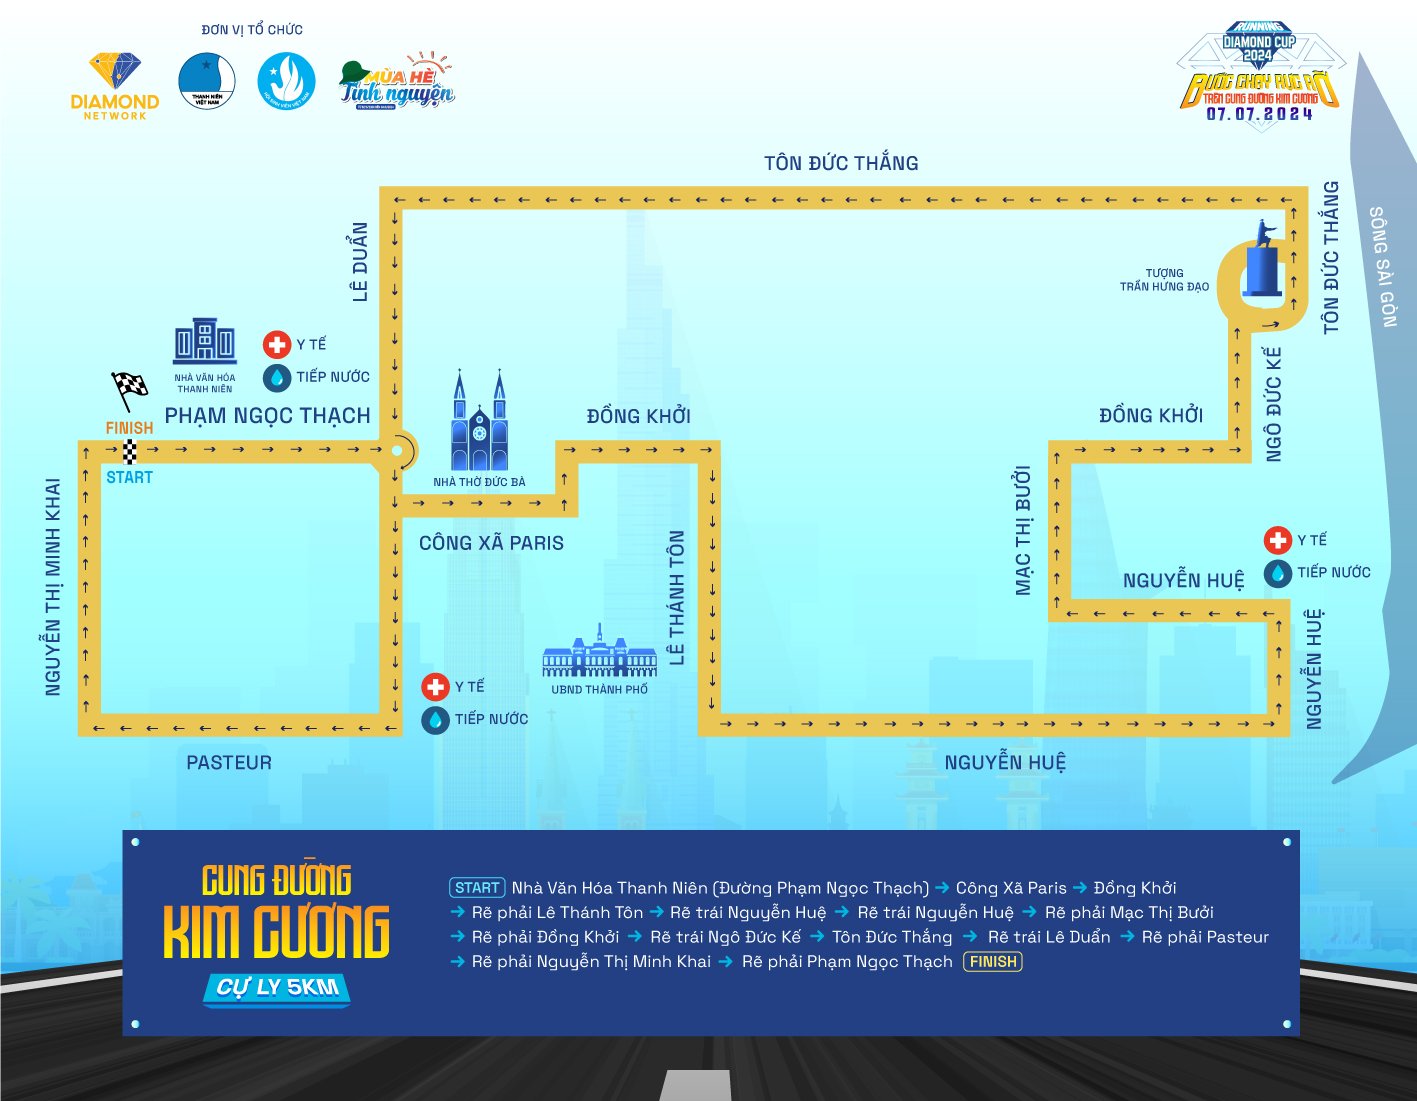 ĐƠN VỊ TỔ CHỨC
DIAMOND
NETWORK
THANH NIÊN
VIỆT NAM
HỘI SINH VIÊN VIỆT NAM
MÙA HÈ
Tình nguyện
RUNNING
DIAMOND CUP
2024
BƯỚC CHẠY RỰC RỠ
TRÊN CUNG ĐƯỜNG KIM CƯƠNG
07.07.2024
TÔN ĐỨC THẮNG
TÔN ĐỨC THẮNG
SÔNG SÀI GÒN
LÊ DUẨN
TƯỢNG
TRẦN HƯNG ĐẠO
NHÀ VĂN HÓA
THANH NIÊN
Y TẾ
TIẾP NƯỚC
NGÔ ĐỨC KẾ
FINISH
PHẠM NGỌC THẠCH
ĐỒNG KHỞI
ĐỒNG KHỞI
START
NHÀ THỜ ĐỨC BÀ
MẠC THỊ BƯỞI
NGUYỄN THỊ MINH KHAI
CÔNG XÃ PARIS
LÊ THÁNH TÔN
Y TẾ
TIẾP NƯỚC
NGUYỄN HUỆ
NGUYỄN HUỆ
Y TẾ
TIẾP NƯỚC
UBND THÀNH PHỐ
PASTEUR
NGUYỄN HUỆ
CUNG ĐƯỜNG
KIM CƯƠNG
CỰ LY 5KM
START Nhà Văn Hóa Thanh Niên (Đường Phạm Ngọc Thạch) → Công Xã Paris → Đồng Khởi
→ Rẽ phải Lê Thánh Tôn → Rẽ trái Nguyễn Huệ → Rẽ trái Nguyễn Huệ → Rẽ phải Mạc Thị Bưởi
→ Rẽ phải Đồng Khởi → Rẽ trái Ngô Đức Kế → Tôn Đức Thắng → Rẽ trái Lê Duẩn → Rẽ phải Pasteur
→ Rẽ phải Nguyễn Thị Minh Khai → Rẽ phải Phạm Ngọc Thạch FINISH